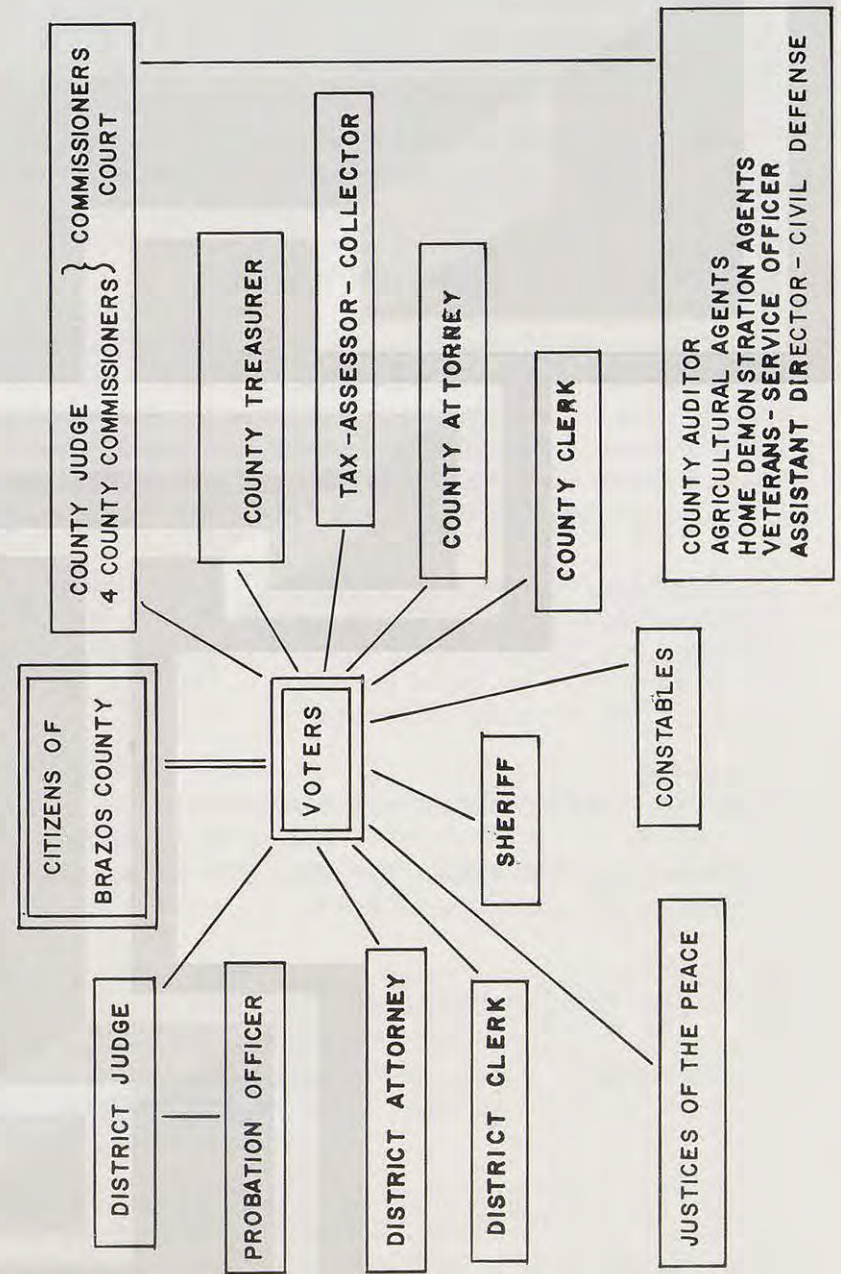 CITIZENS OF
BRAZOS COUNTY
VOTERS
DISTRICT JUDGE
PROBATION OFFICER
DISTRICT ATTORNEY
DISTRICT CLERK
JUSTICES OF THE PEACE
SHERIFF
CONSTABLES
COUNTY JUDGE } COMMISSIONERS
4 COUNTY COMMISSIONERS } COURT
COUNTY TREASURER
TAX-ASSESSOR-COLLECTOR
COUNTY ATTORNEY
COUNTY CLERK
COUNTY AUDITOR
AGRICULTURAL AGENTS
HOME DEMONSTRATION AGENTS
VETERANS-SERVICE OFFICER
ASSISTANT DIRECTOR-CIVIL DEFENSE